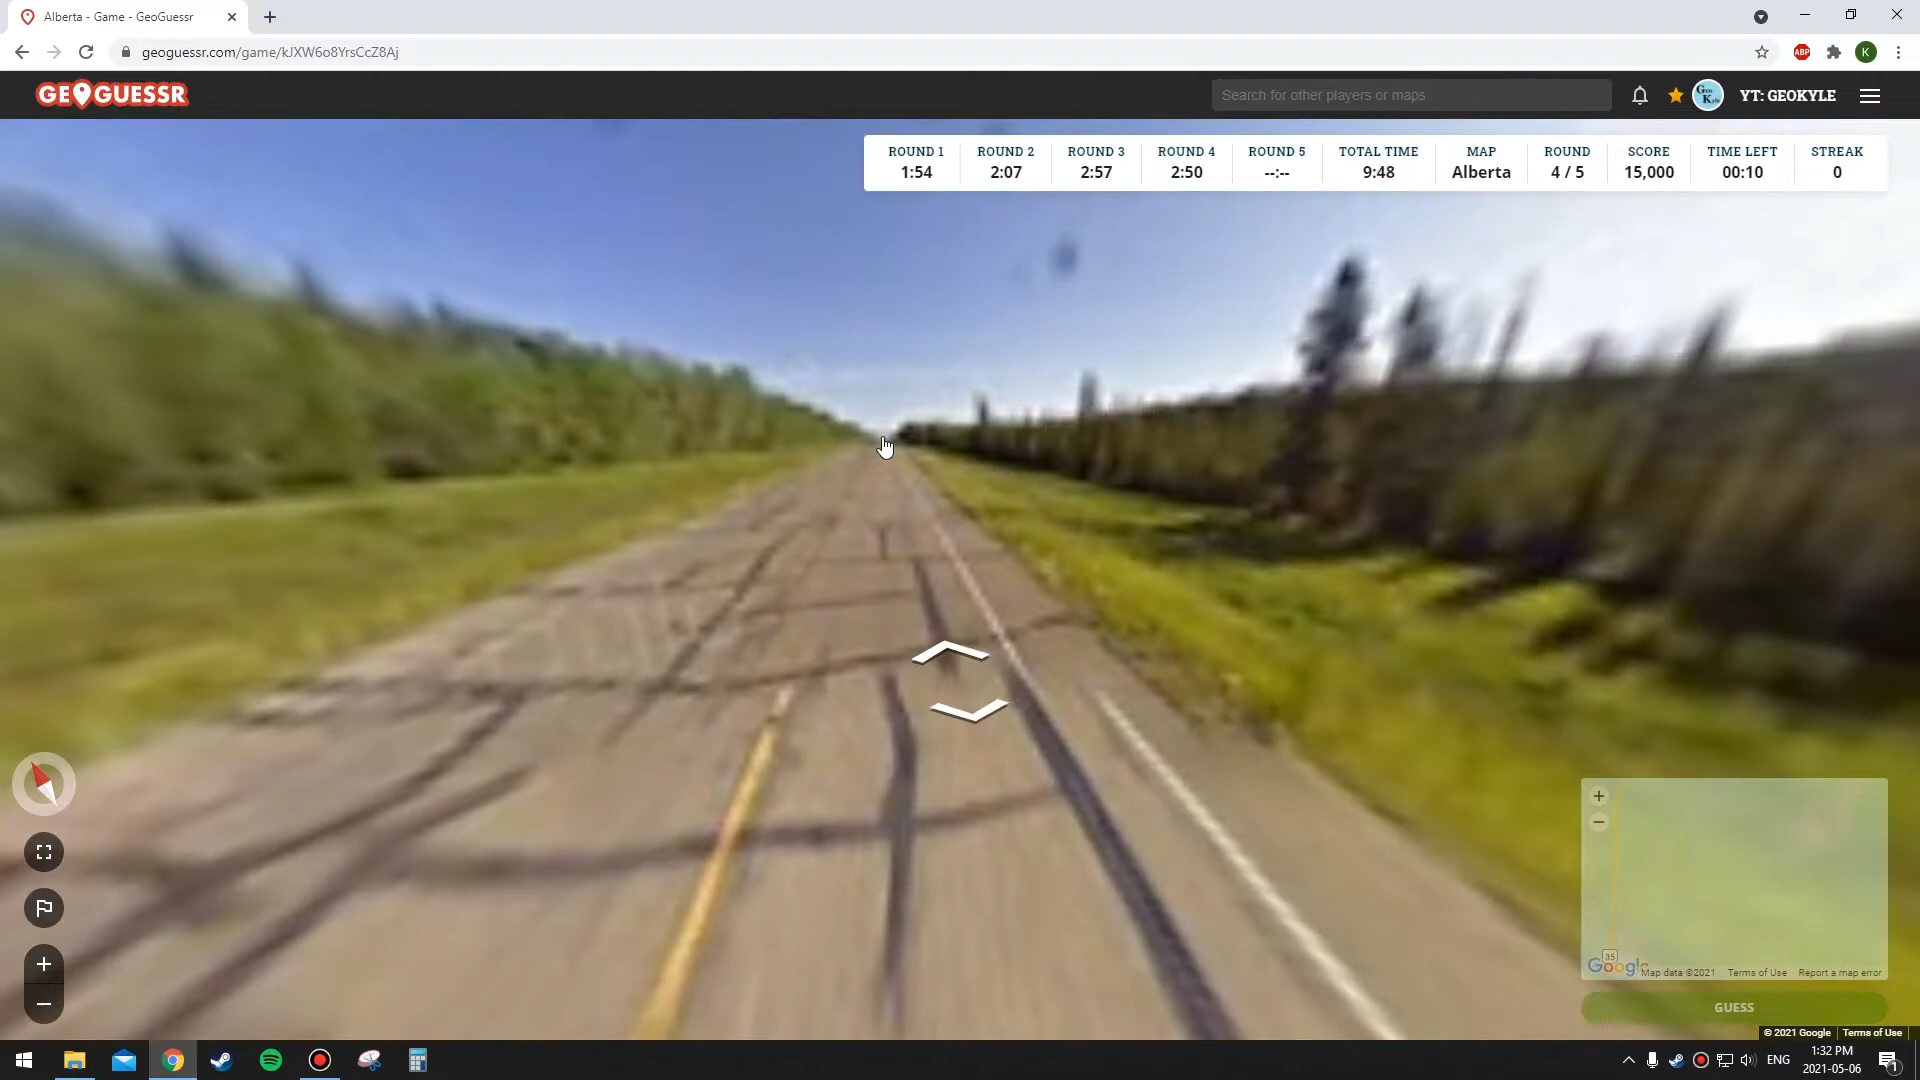 Alberta - Game - GeoGuessr
geoguessr.com/game/kJXW6o8YrsCcZ8Aj
ABP
K
GEOGUESSR
Search for other players or maps
Geo Kyle
YT: GEOKYLE
ROUND 1 ROUND 2 ROUND 3 ROUND 4 ROUND 5 TOTAL TIME MAP ROUND SCORE TIME LEFT STREAK
1:54 2:07 2:57 2:50 --:-- 9:48 Alberta 4 / 5 15,000 00:10 0
35
Google Map data ©2021 Terms of Use Report a map error
GUESS
© 2021 Google Terms of Use
ENG
1:32 PM
2021-05-06
1